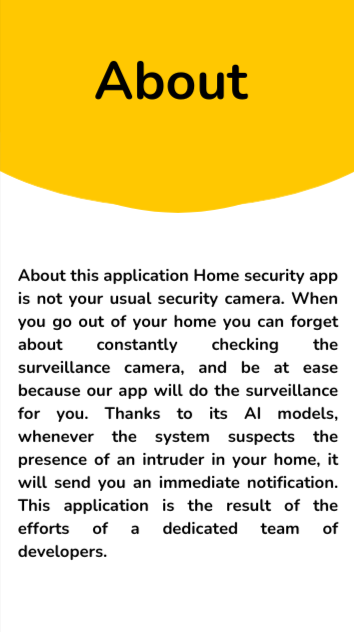 About
About this application Home security app
is not your usual security camera. When
you go out of your home you can forget
about constantly checking the
surveillance camera, and be at ease
because our app will do the surveillance
for you. Thanks to its AI models,
whenever the system suspects the
presence of an intruder in your home, it
will send you an immediate notification.
This application is the result of the
efforts of a dedicated team of
developers.